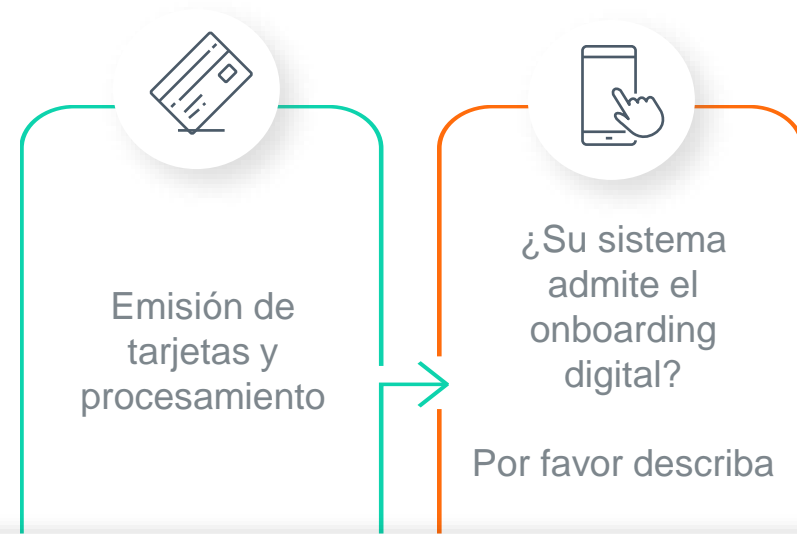 Emisión de
tarjetas y
procesamiento
¿Su sistema
admite el
onboarding
digital?
Por favor describa